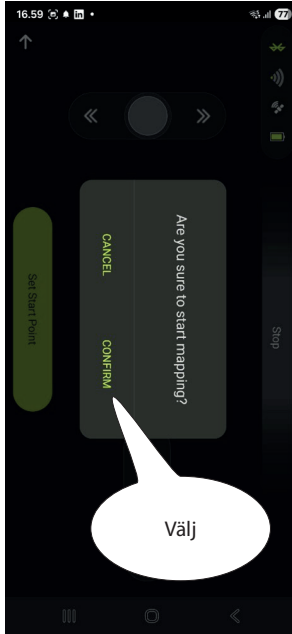 16.59
77
Stop
Are you sure to start mapping?
CANCEL
CONFIRM
Set Start Point
Välj